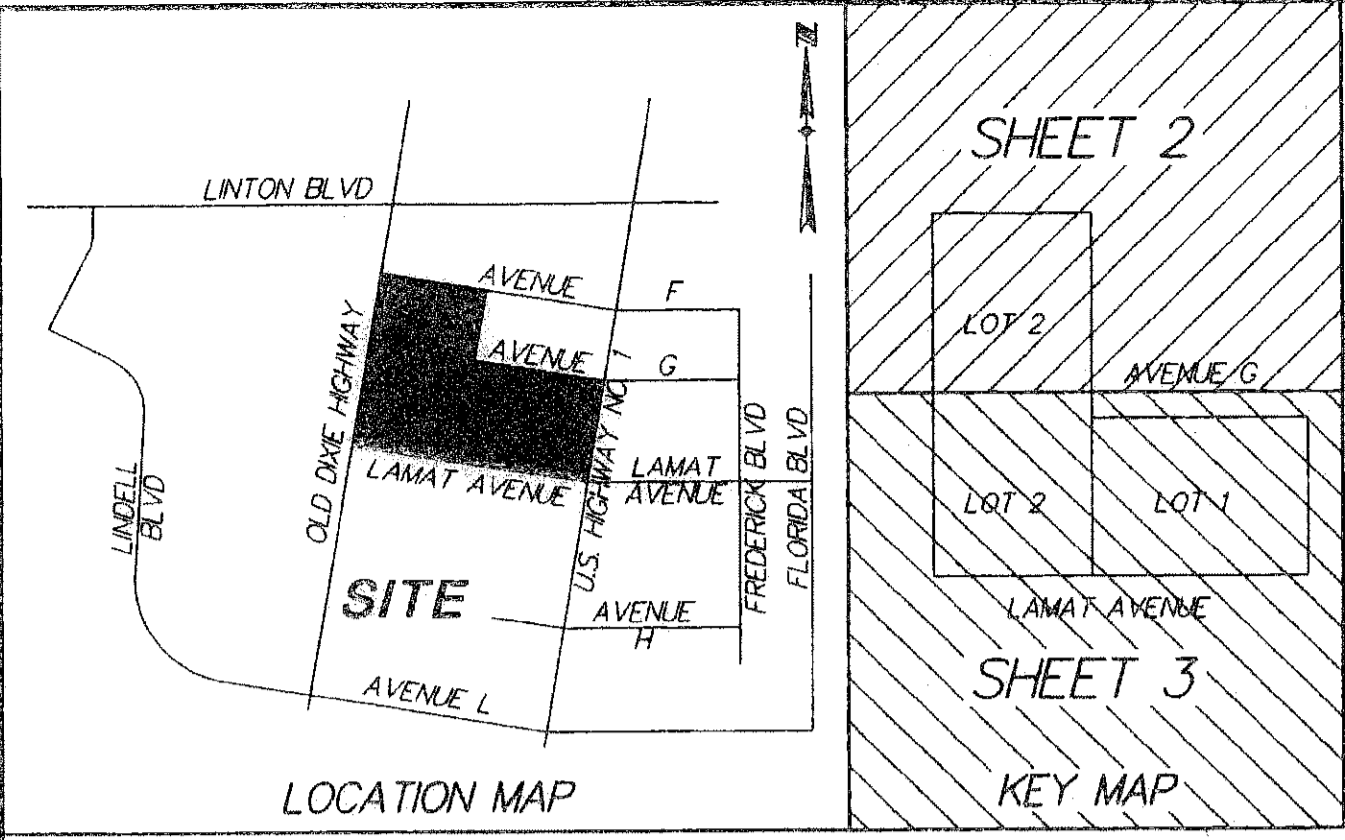 N
LINTON BLVD
AVENUE F
AVENUE G
OLD DIXIE HIGHWAY
U.S. HIGHWAY NO. 1
LAMAT AVENUE
LAMAT
AVENUE
FREDERICK BLVD
FLORIDA BLVD
LINDELL
BLVD
SITE
AVENUE
H
AVENUE L
LOCATION MAP
SHEET 2
LOT 2
AVENUE G
LOT 2
LOT 1
LAMAT AVENUE
SHEET 3
KEY MAP